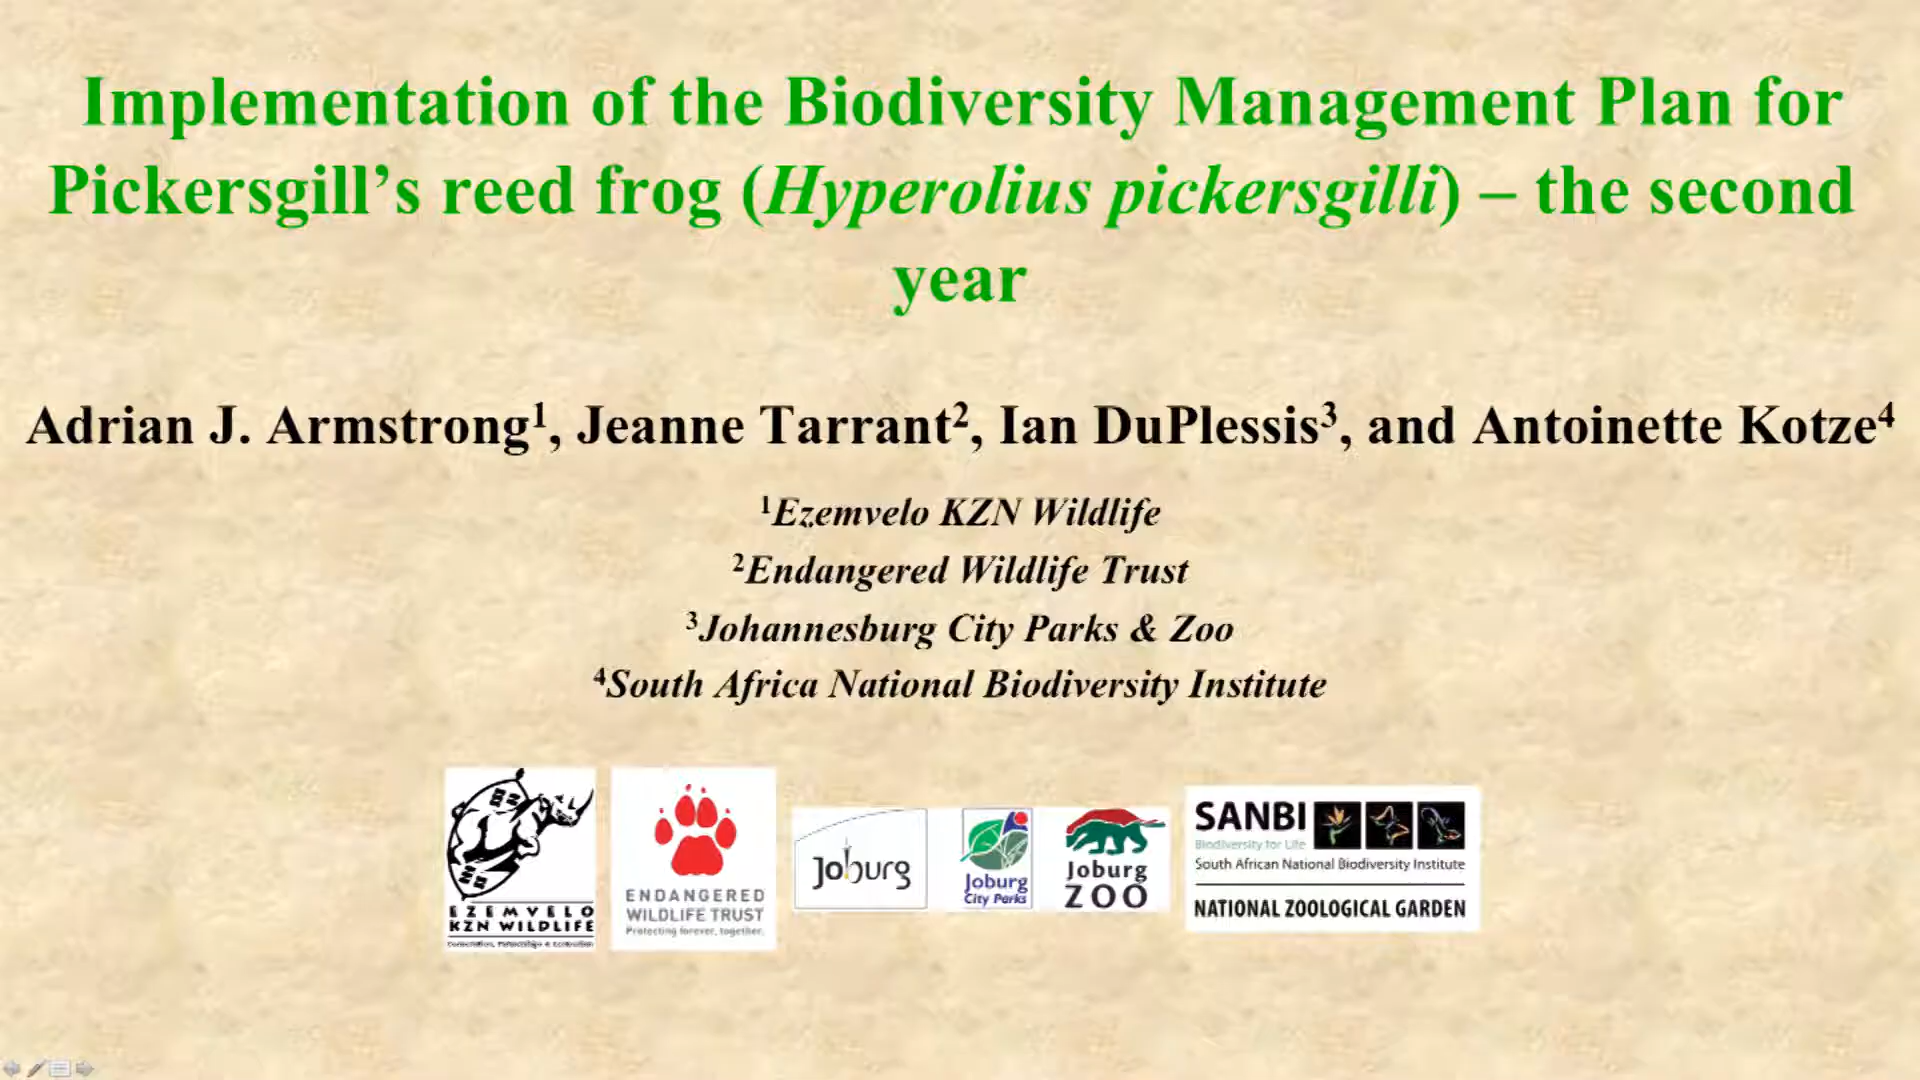 Implementation of the Biodiversity Management Plan for
Pickersgill’s reed frog (Hyperolius pickersgilli) – the second
year
Adrian J. Armstrong¹, Jeanne Tarrant², Ian DuPlessis³, and Antoinette Kotze⁴
¹Ezemvelo KZN Wildlife
²Endangered Wildlife Trust
³Johannesburg City Parks & Zoo
⁴South Africa National Biodiversity Institute
EZEMVELO
KZN WILDLIFE
Conservation, Partnerships & Ecotourism
ENDANGERED
WILDLIFE TRUST
Protecting forever, together.
Joburg
Joburg
City Parks
Joburg
ZOO
SANBI
Biodiversity for Life
South African National Biodiversity Institute
NATIONAL ZOOLOGICAL GARDEN